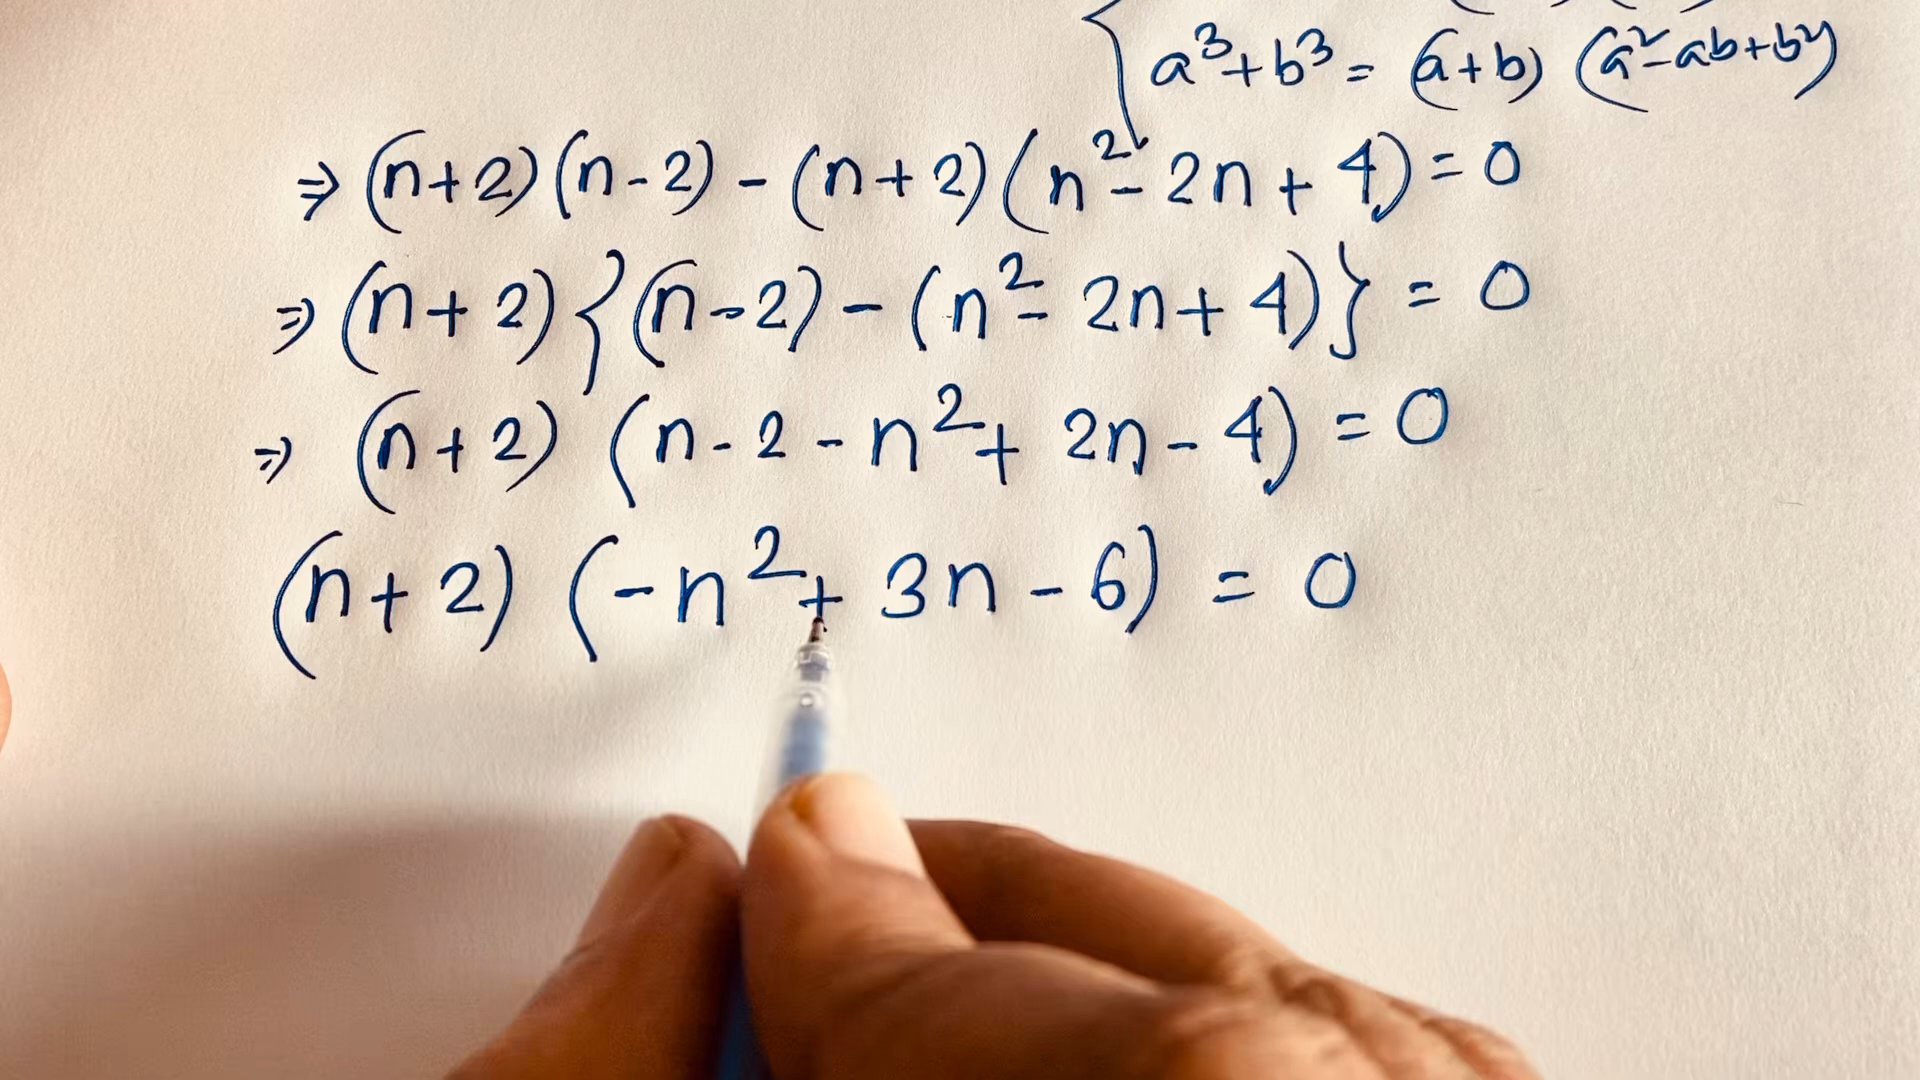 a³+b³ = (a+b) (a²-ab+b²)
⇒ (n+2)(n-2) - (n+2)(n²-2n+4)=0
⇒ (n+2){(n-2)-(n²-2n+4)} = 0
⇒ (n+2) (n-2-n²+2n-4) = 0
(n+2) (-n²+3n-6) = 0